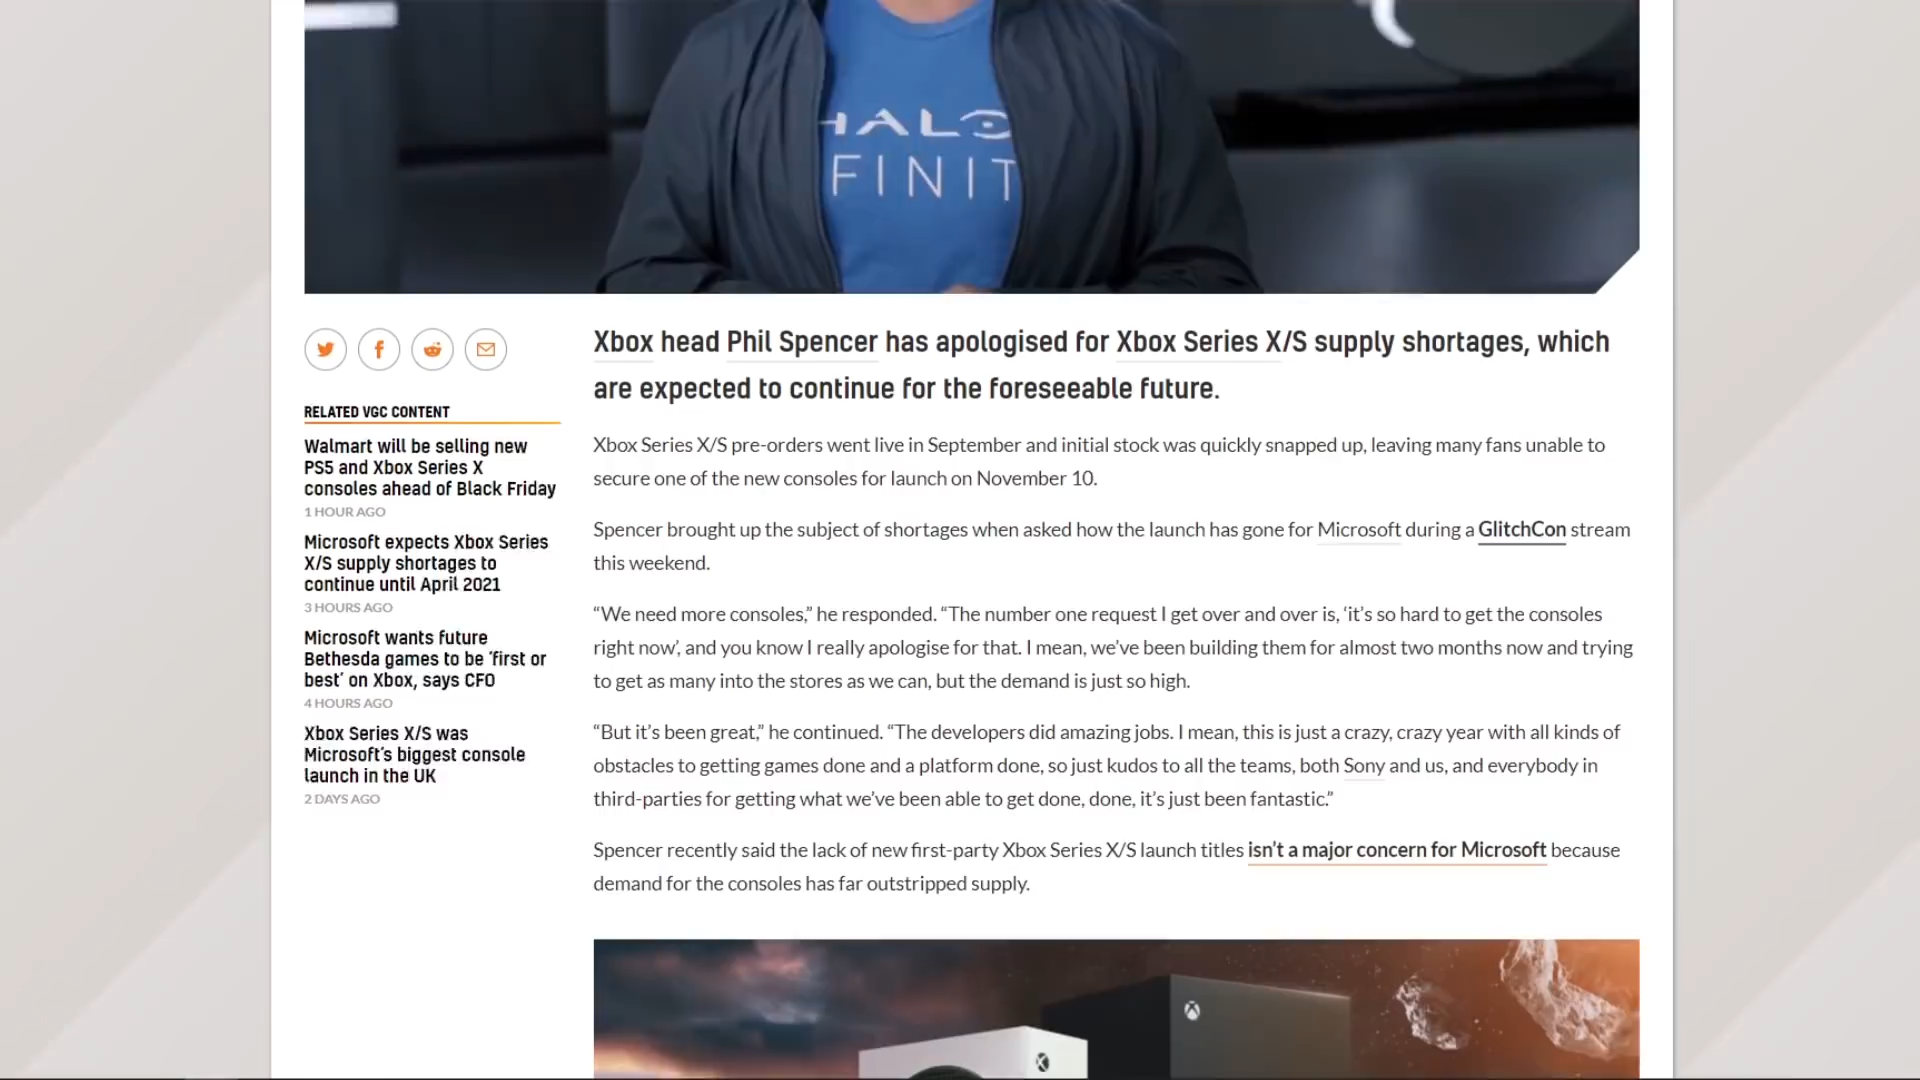 HALO
FINIT
Xbox head Phil Spencer has apologised for Xbox Series X/S supply shortages, which
are expected to continue for the foreseeable future.
RELATED VGC CONTENT
Walmart will be selling new
PS5 and Xbox Series X
consoles ahead of Black Friday
1 HOUR AGO
Microsoft expects Xbox Series
X/S supply shortages to
continue until April 2021
3 HOURS AGO
Microsoft wants future
Bethesda games to be ‘first or
best’ on Xbox, says CFO
4 HOURS AGO
Xbox Series X/S was
Microsoft’s biggest console
launch in the UK
2 DAYS AGO
Xbox Series X/S pre-orders went live in September and initial stock was quickly snapped up, leaving many fans unable to
secure one of the new consoles for launch on November 10.
Spencer brought up the subject of shortages when asked how the launch has gone for Microsoft during a GlitchCon stream
this weekend.
“We need more consoles,” he responded. “The number one request I get over and over is, ‘it’s so hard to get the consoles
right now’, and you know I really apologise for that. I mean, we’ve been building them for almost two months now and trying
to get as many into the stores as we can, but the demand is just so high.
“But it’s been great,” he continued. “The developers did amazing jobs. I mean, this is just a crazy, crazy year with all kinds of
obstacles to getting games done and a platform done, so just kudos to all the teams, both Sony and us, and everybody in
third-parties for getting what we’ve been able to get done, done, it’s just been fantastic.”
Spencer recently said the lack of new first-party Xbox Series X/S launch titles isn’t a major concern for Microsoft because
demand for the consoles has far outstripped supply.